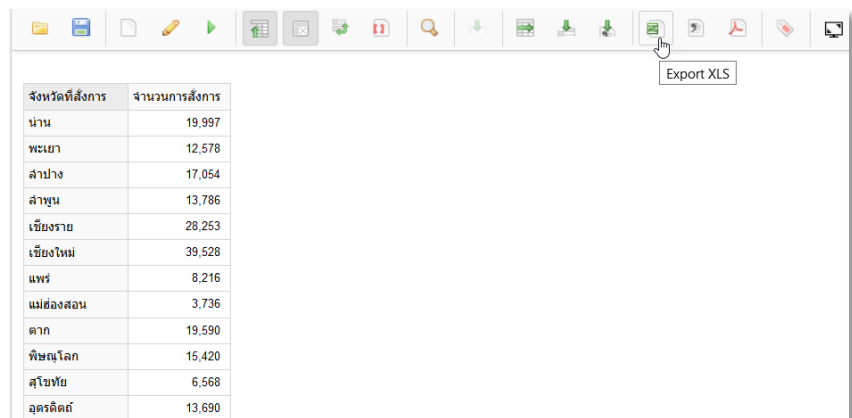 Export XLS
จังหวัดที่สั่งการ จำนวนการสั่งการ
น่าน 19,997
พะเยา 12,578
ลำปาง 17,054
ลำพูน 13,786
เชียงราย 28,253
เชียงใหม่ 39,528
แพร่ 8,216
แม่ฮ่องสอน 3,736
ตาก 19,590
พิษณุโลก 15,420
สุโขทัย 6,568
อุตรดิตถ์ 13,690